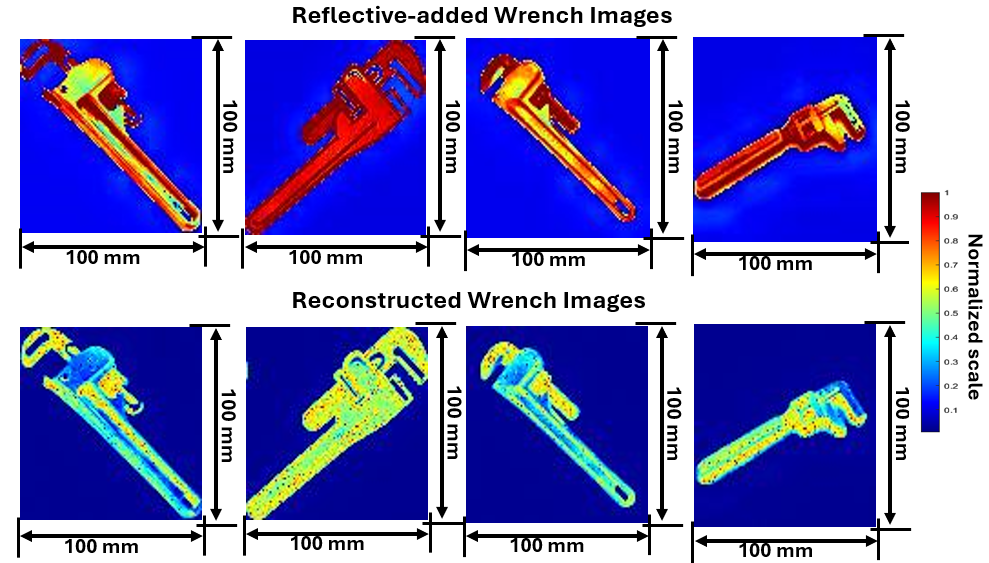 Reflective-added Wrench Images
100 mm
100 mm
100 mm
100 mm
100 mm
100 mm
100 mm
100 mm
1
0.9
0.8
0.7
0.6
0.5
0.4
0.3
0.2
0.1
Normalized scale
Reconstructed Wrench Images
100 mm
100 mm
100 mm
100 mm
100 mm
100 mm
100 mm
100 mm